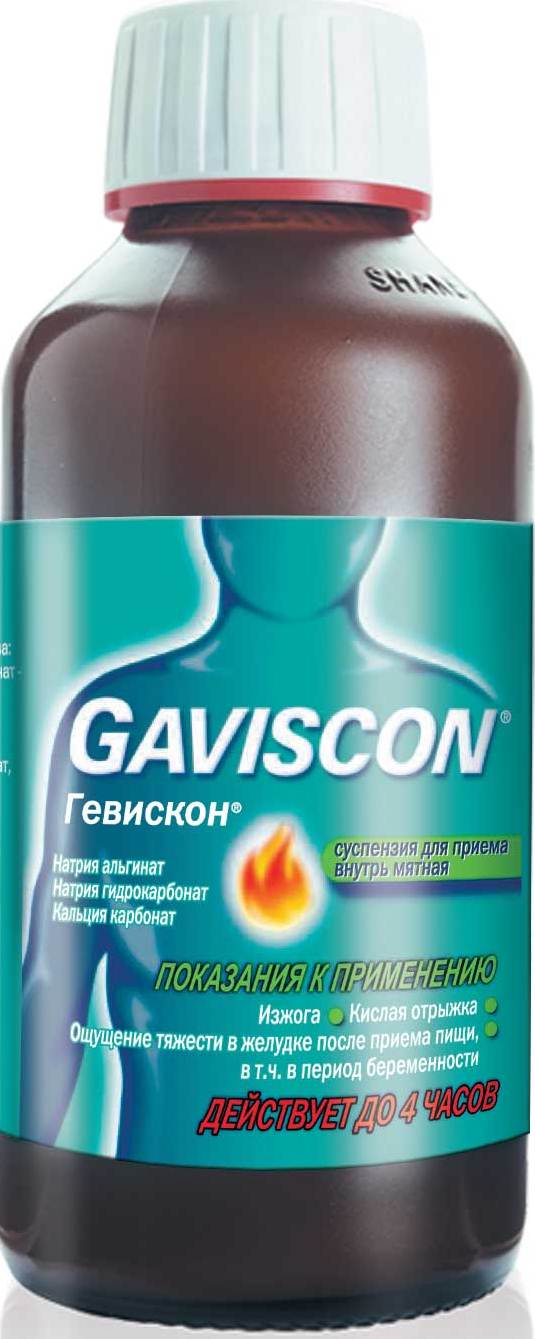 SHANE
GAVISCON®
Гевискон®
Натрия альгинат
Натрия гидрокарбонат
Кальция карбонат
суспензия для приема
внутрь мятная
ПОКАЗАНИЯ К ПРИМЕНЕНИЮ
Изжога ● Кислая отрыжка ●
Ощущение тяжести в желудке после приема пищи, ●
в т.ч. в период беременности
ДЕЙСТВУЕТ ДО 4 ЧАСОВ